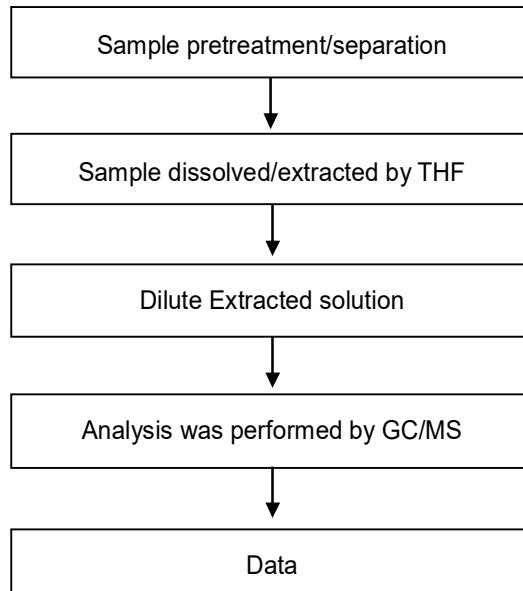 Sample pretreatment/separation
Sample dissolved/extracted by THF
Dilute Extracted solution
Analysis was performed by GC/MS
Data